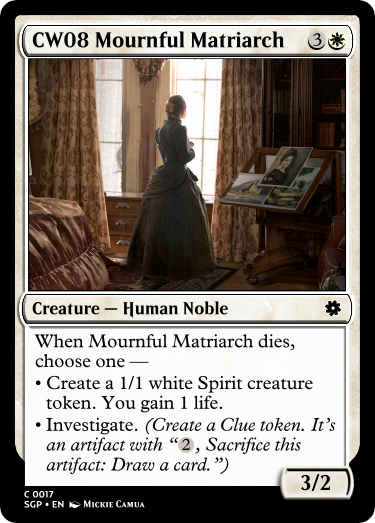 CW08 Mournful Matriarch 3
Creature — Human Noble
When Mournful Matriarch dies,
choose one —
• Create a 1/1 white Spirit creature
token. You gain 1 life.
• Investigate. (Create a Clue token. It's
an artifact with “2, Sacrifice this
artifact: Draw a card.”)
3/2
C 0017
SGP • EN Mickie Camua